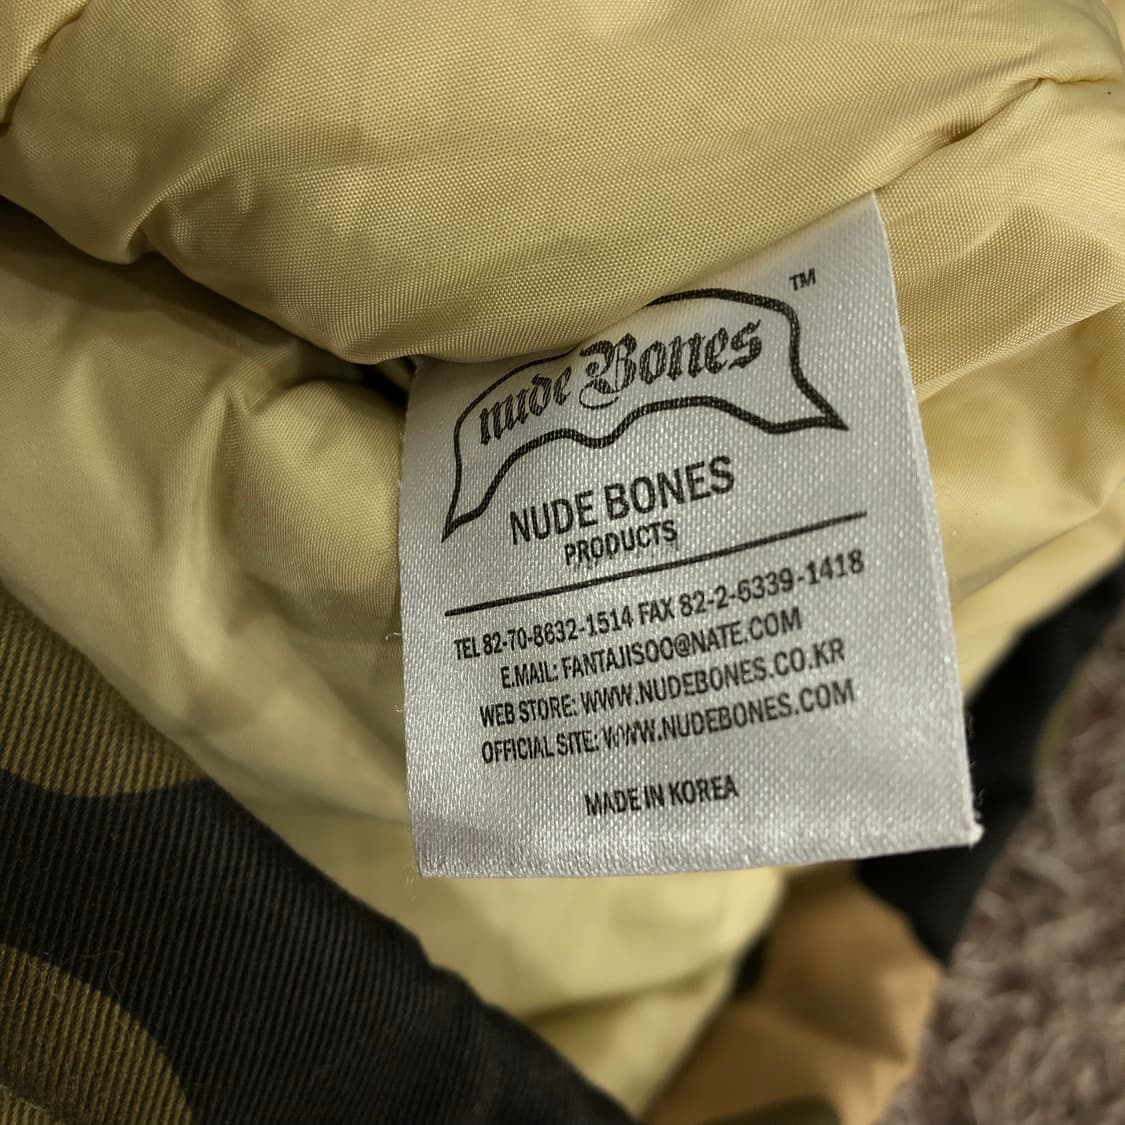 TM
nude Bones
NUDE BONES
PRODUCTS
TEL 82-70-8632-1514 FAX 82-2-6339-1418
E.MAIL: FANTAJISOO@NATE.COM
WEB STORE: WWW.NUDEBONES.CO.KR
OFFICIAL SITE: WWW.NUDEBONES.COM
MADE IN KOREA